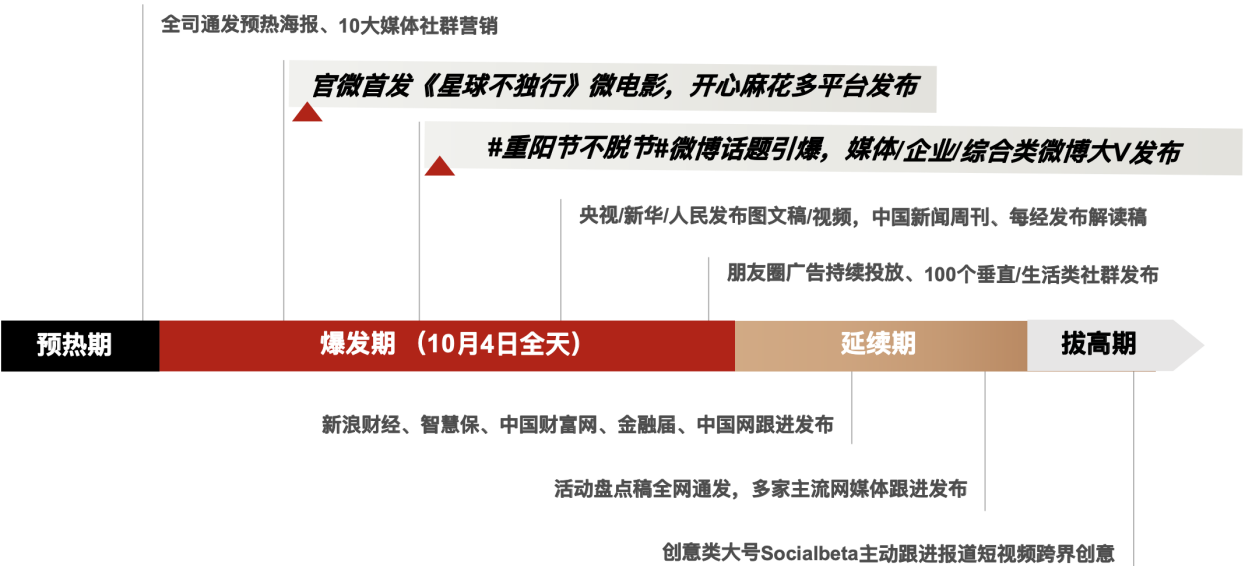 全司通发预热海报、10大媒体社群营销
官微首发《星球不独行》微电影，开心麻花多平台发布
#重阳节不脱节#微博话题引爆，媒体/企业/综合类微博大V发布
央视/新华/人民发布图文稿/视频，中国新闻周刊、每经发布解读稿
朋友圈广告持续投放、100个垂直/生活类社群发布
预热期
爆发期 （10月4日全天）
延续期
拔高期
新浪财经、智慧保、中国财富网、金融届、中国网跟进发布
活动盘点稿全网通发，多家主流网媒体跟进发布
创意类大号Socialbeta主动跟进报道短视频跨界创意